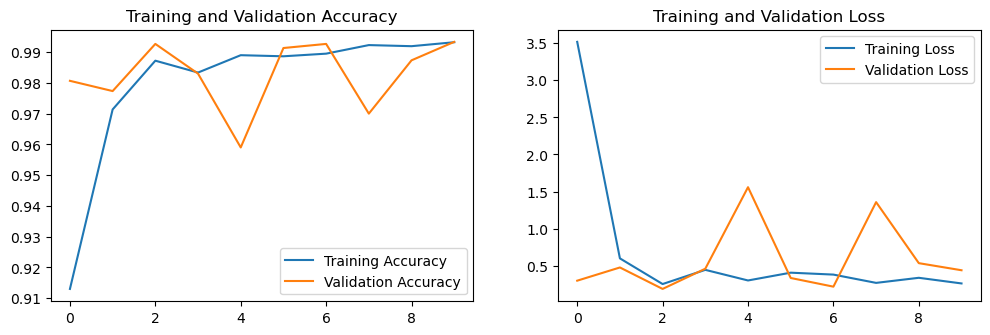 Training and Validation Accuracy
0.99
0.98
0.97
0.96
0.95
0.94
0.93
0.92
0.91
0 2 4 6 8
Training Accuracy
Validation Accuracy
Training and Validation Loss
3.5
3.0
2.5
2.0
1.5
1.0
0.5
0 2 4 6 8
Training Loss
Validation Loss